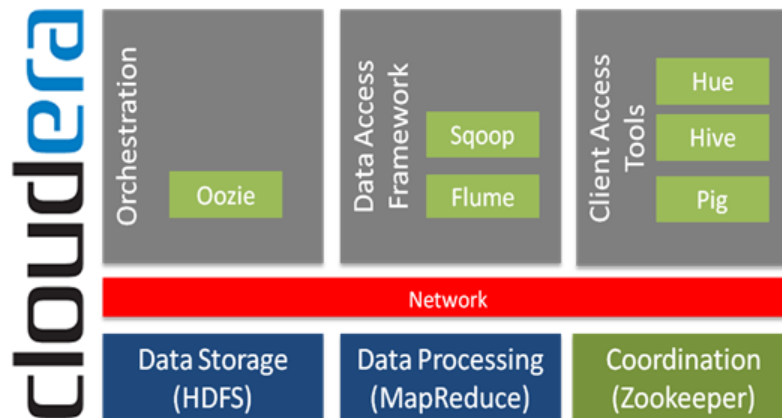 cloudera
Orchestration
Oozie
Data Access
Framework
Sqoop
Flume
Client Access
Tools
Hue
Hive
Pig
Network
Data Storage
(HDFS)
Data Processing
(MapReduce)
Coordination
(Zookeeper)